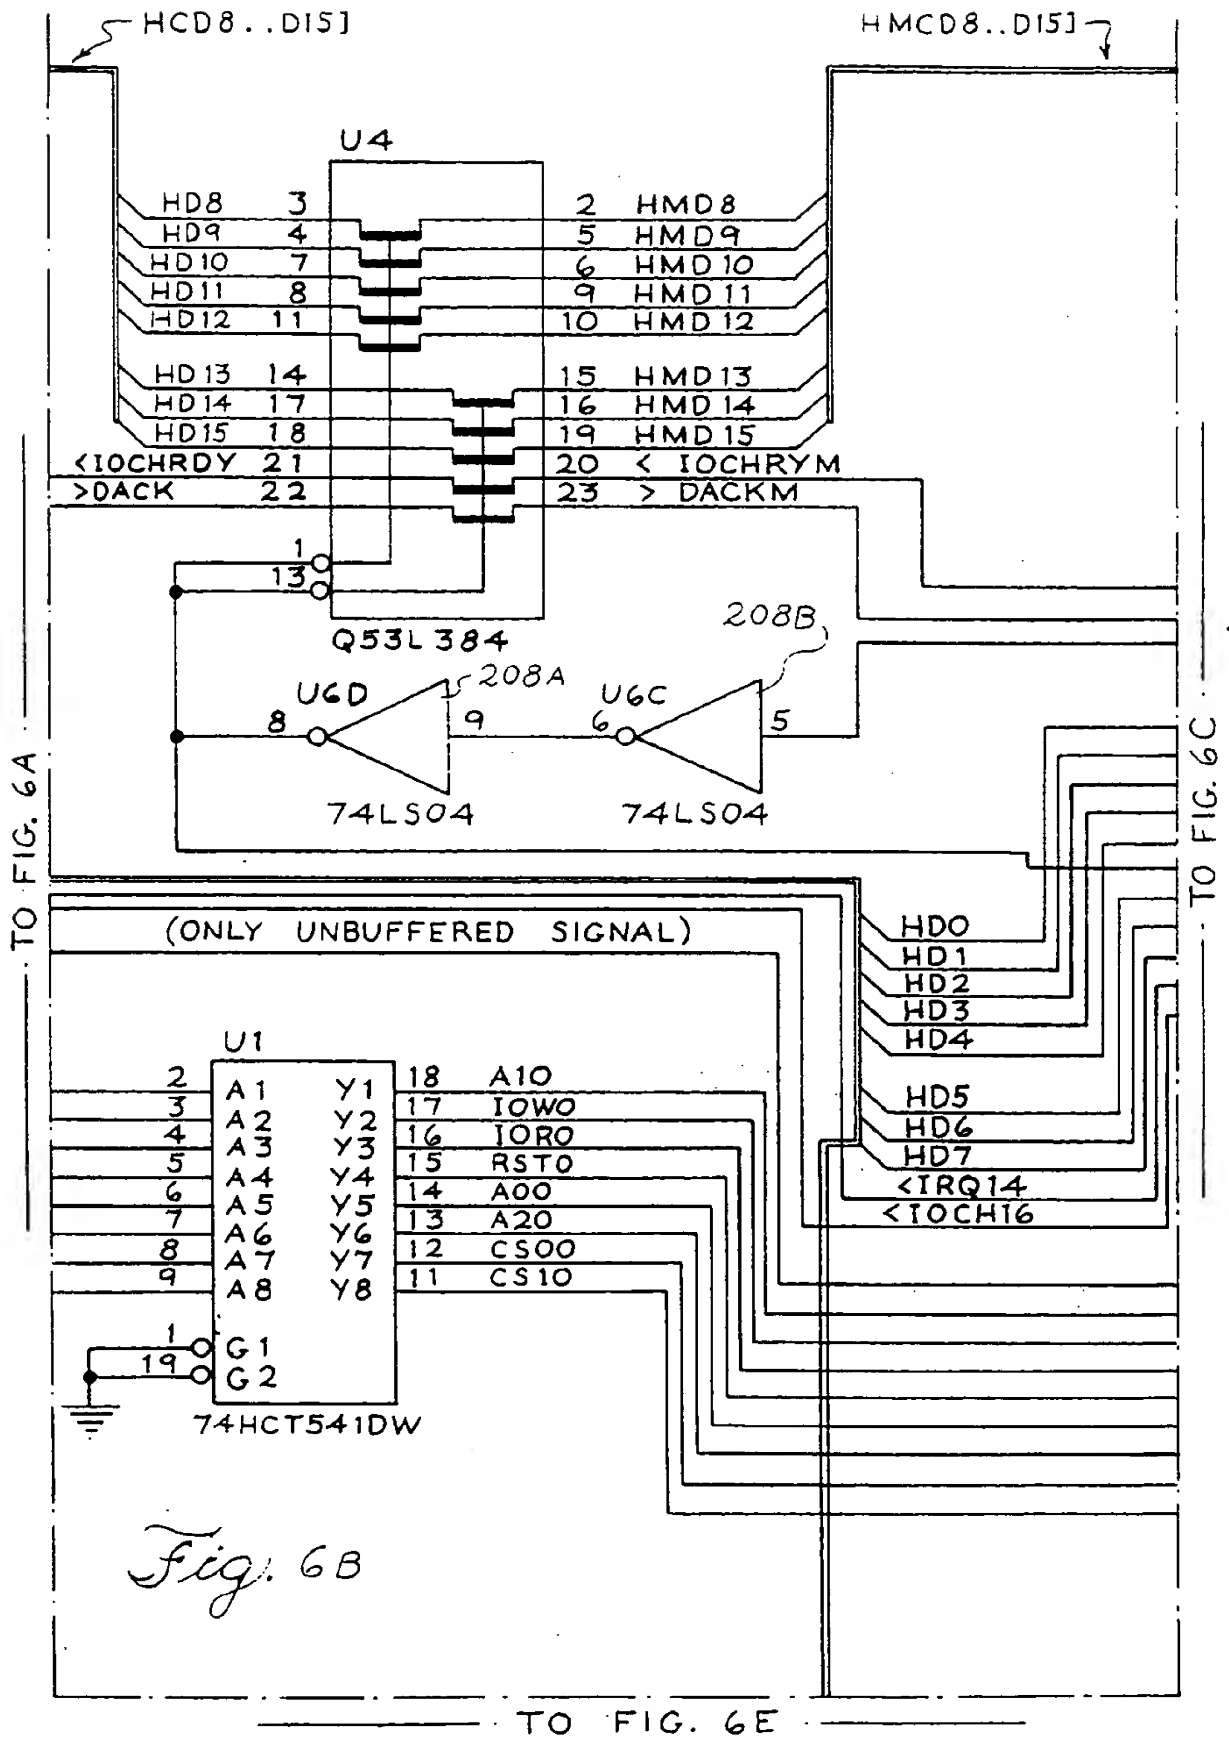 HCD8..D15]
HMCD8..D15]
U4
HD8 3 2 HMD8
HD9 4 5 HMD9
HD10 7 6 HMD10
HD11 8 9 HMD11
HD12 11 10 HMD12
HD13 14 15 HMD13
HD14 17 16 HMD14
HD15 18 19 HMD15
<IOCHRDY 21 20 < IOCHRYM
>DACK 22 23 > DACKM
1
13
Q53L384
208B
U6D
208A
U6C
8 9 6 5
74LS04 74LS04
TO FIG. 6A
TO FIG. 6C
(ONLY UNBUFFERED SIGNAL)
HD0
HD1
HD2
HD3
HD4
HD5
HD6
HD7
<IRQ14
<IOCHI6
U1
2 A1 Y1 18 A10
3 A2 Y2 17 IOW0
4 A3 Y3 16 IOR0
5 A4 Y4 15 RST0
6 A5 Y5 14 A00
7 A6 Y6 13 A20
8 A7 Y7 12 CS00
9 A8 Y8 11 CS10
1 G1
19 G2
74HCT541DW
Fig. 6B
TO FIG. 6E